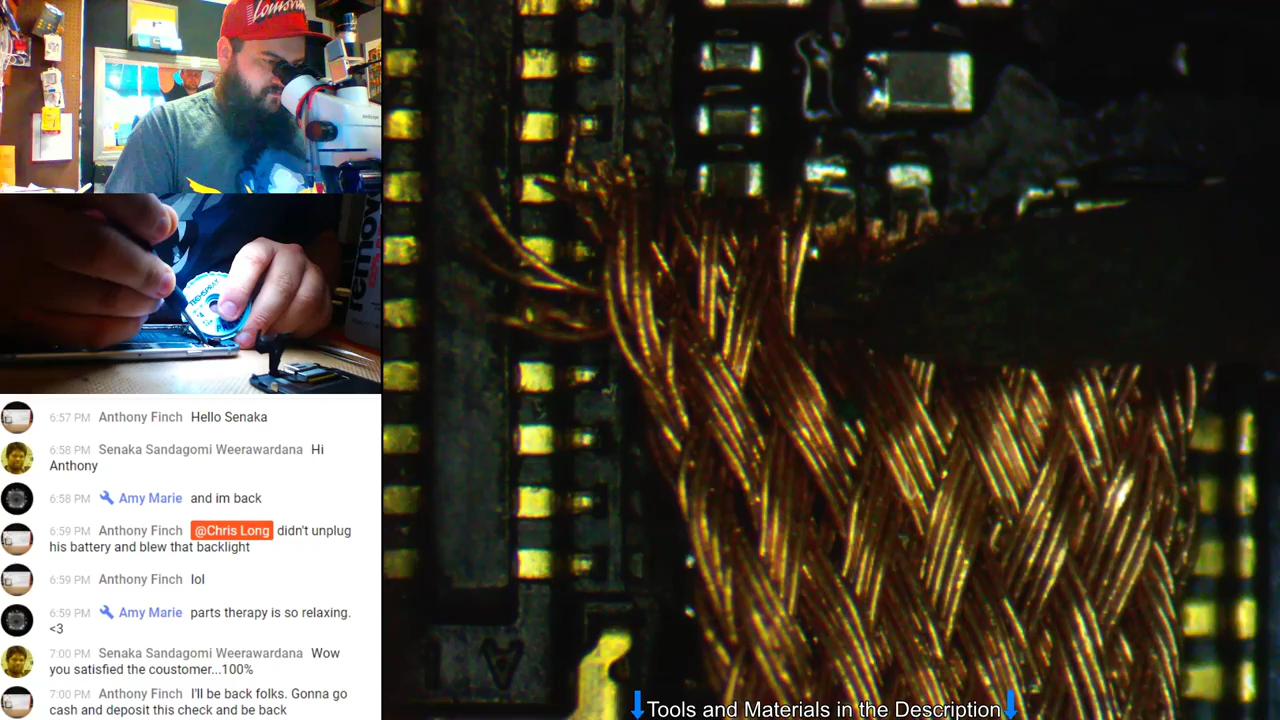 Louisville
TECHSPRAY
lenovo
6:57 PM Anthony Finch Hello Senaka
6:58 PM Senaka Sandagomi Weerawardana Hi
Anthony
6:58 PM Amy Marie and im back
6:59 PM Anthony Finch @Chris Long didn't unplug
his battery and blew that backlight
6:59 PM Anthony Finch lol
6:59 PM Amy Marie parts therapy is so relaxing.
<3
7:00 PM Senaka Sandagomi Weerawardana Wow
you satisfied the coustomer...100%
7:00 PM Anthony Finch I'll be back folks. Gonna go
cash and deposit this check and be back
Tools and Materials in the Description